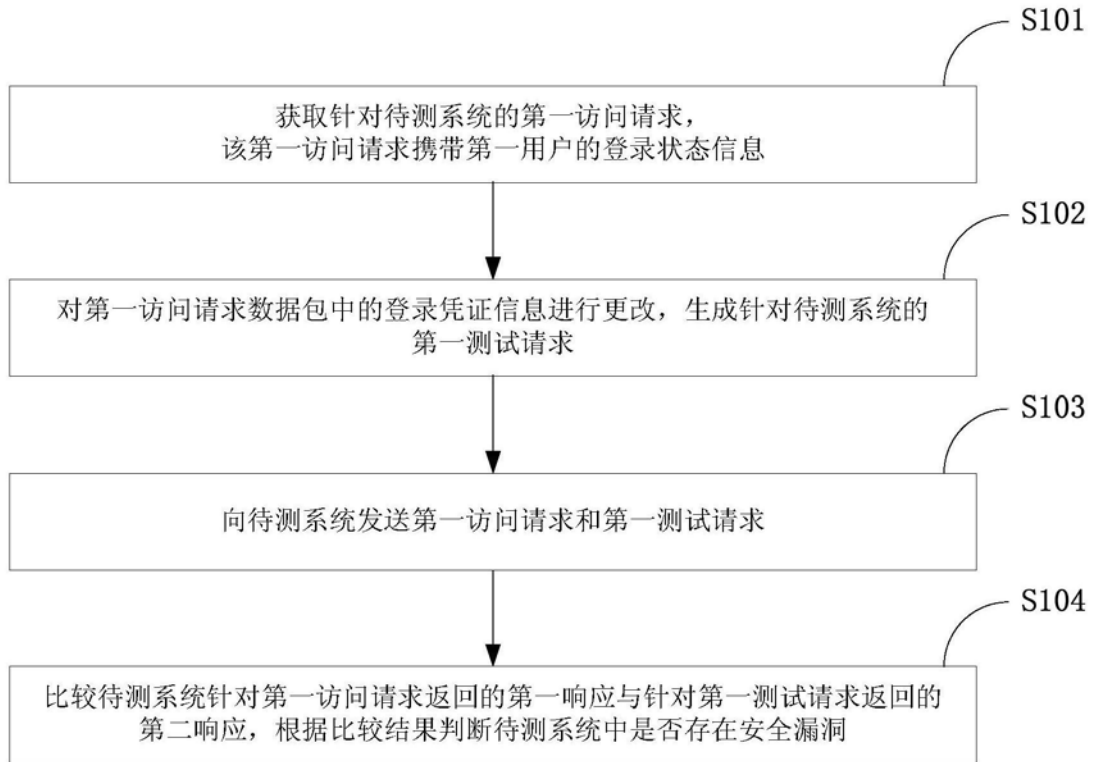 S101
获取针对待测系统的第一访问请求，
该第一访问请求携带第一用户的登录状态信息
S102
对第一访问请求数据包中的登录凭证信息进行更改，生成针对待测系统的
第一测试请求
S103
向待测系统发送第一访问请求和第一测试请求
S104
比较待测系统针对第一访问请求返回的第一响应与针对第一测试请求返回的
第二响应，根据比较结果判断待测系统中是否存在安全漏洞